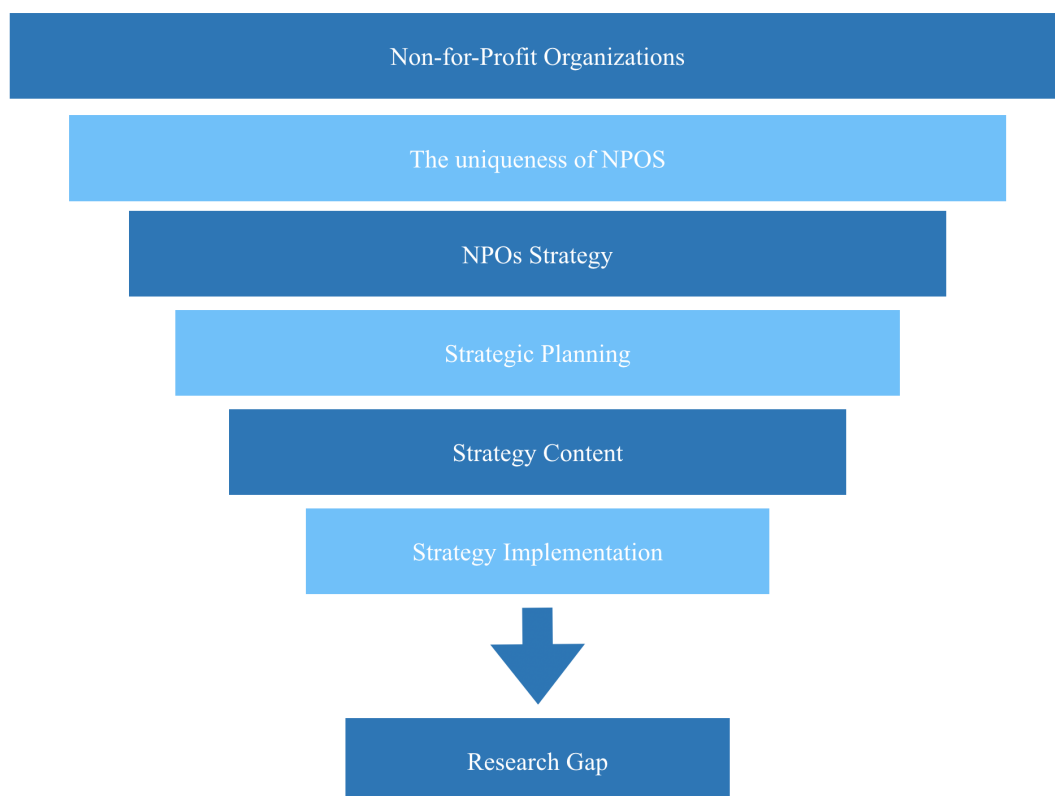 Non-for-Profit Organizations
The uniqueness of NPOS
NPOs Strategy
Strategic Planning
Strategy Content
Strategy Implementation
Research Gap